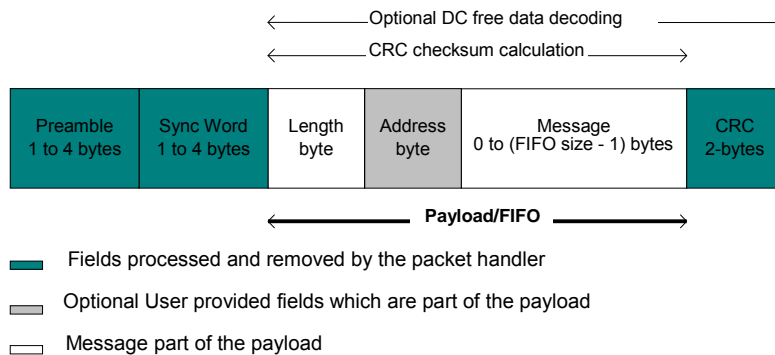 Optional DC free data decoding
CRC checksum calculation
Preamble
1 to 4 bytes
Sync Word
1 to 4 bytes
Length
byte
Address
byte
Message
0 to (FIFO size - 1) bytes
CRC
2-bytes
Payload/FIFO
Fields processed and removed by the packet handler
Optional User provided fields which are part of the payload
Message part of the payload